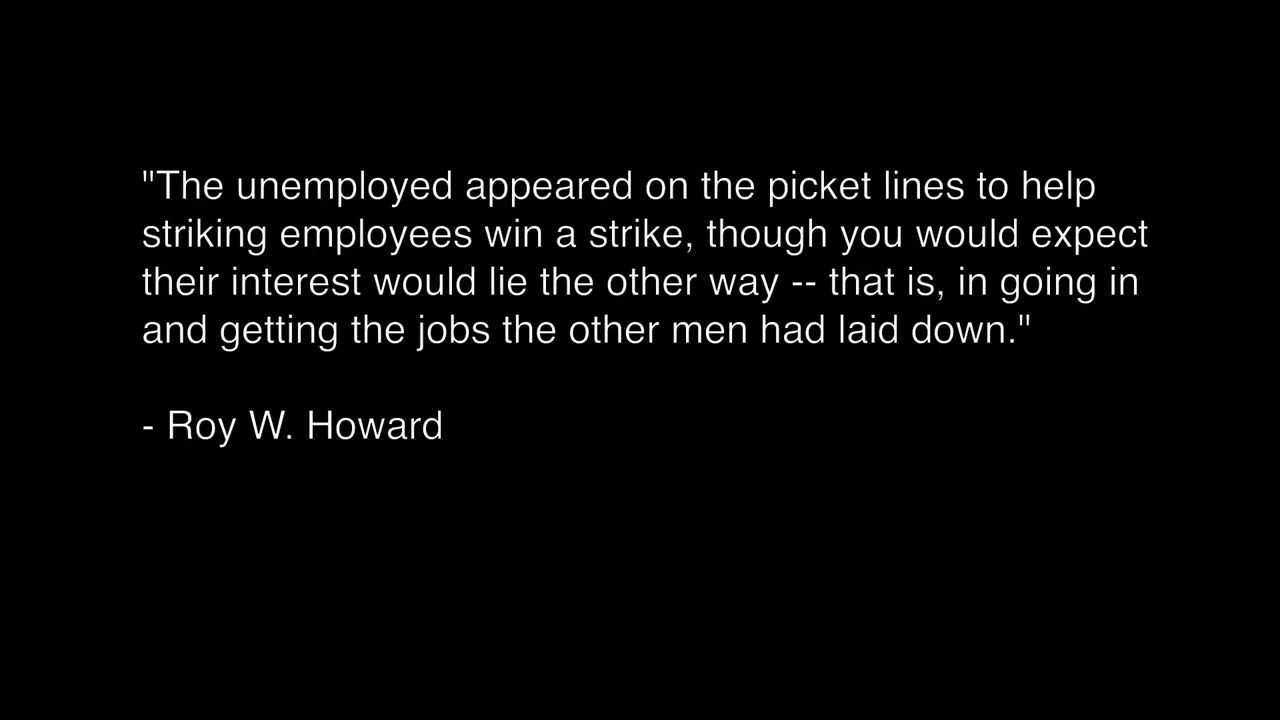 "The unemployed appeared on the picket lines to help
striking employees win a strike, though you would expect
their interest would lie the other way -- that is, in going in
and getting the jobs the other men had laid down."
- Roy W. Howard